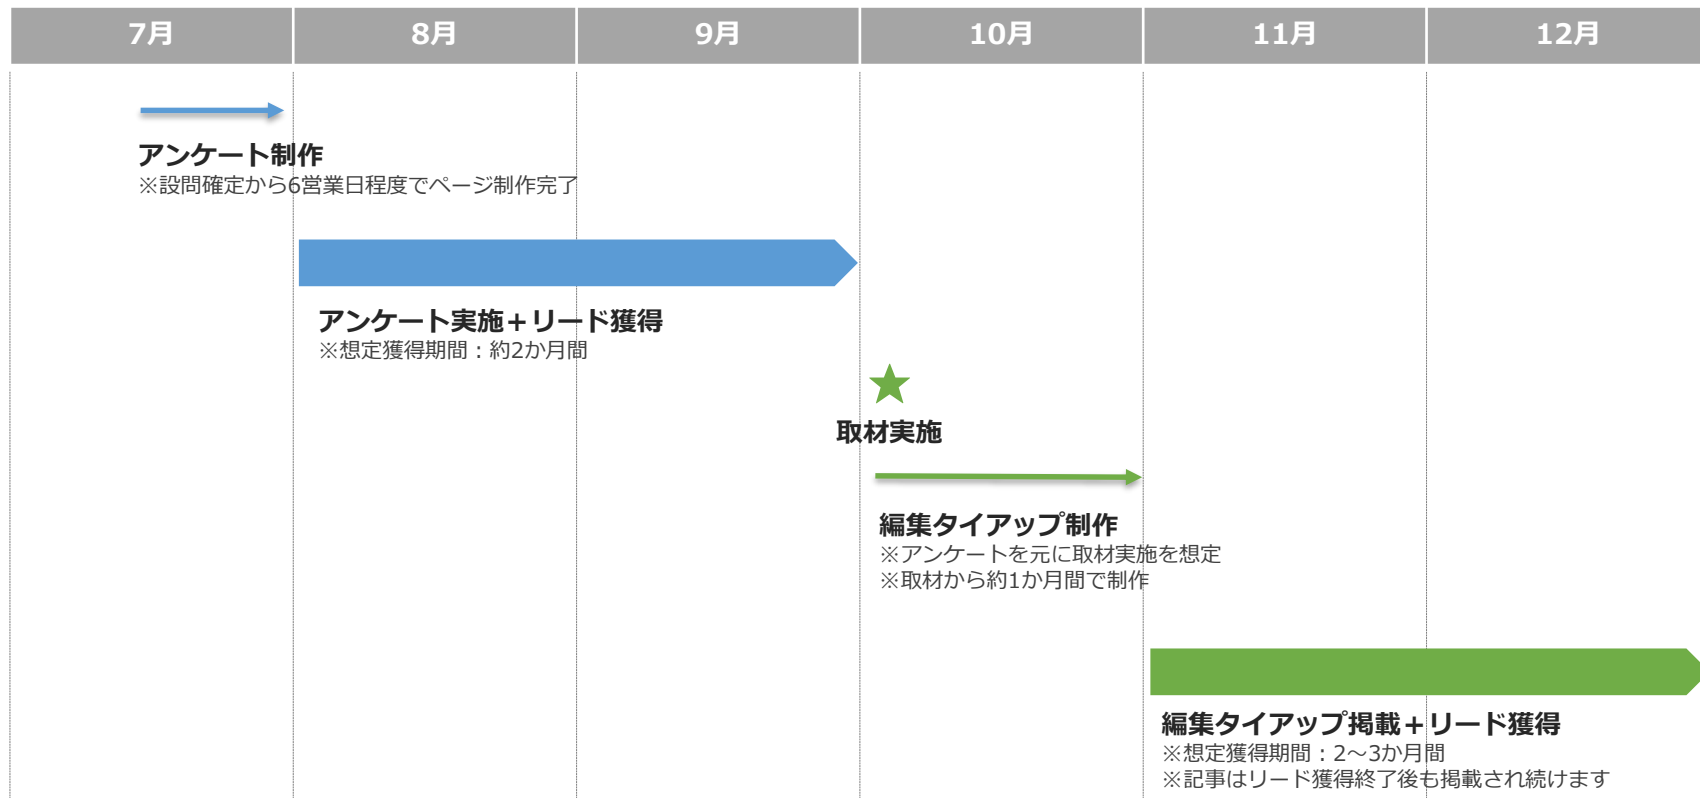 7月 8月 9月 10月 11月 12月
アンケート制作
※設問確定から6営業日程度でページ制作完了
アンケート実施＋リード獲得
※想定獲得期間：約2か月間
取材実施
編集タイアップ制作
※アンケートを元に取材実施を想定
※取材から約1か月間で制作
編集タイアップ掲載＋リード獲得
※想定獲得期間：2～3か月間
※記事はリード獲得終了後も掲載され続けます